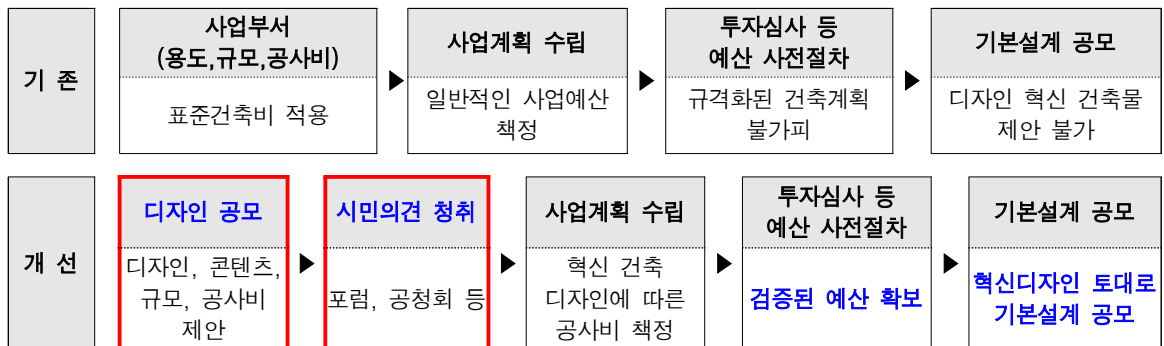 기 존
사업부서
(용도,규모,공사비)
표준건축비 적용
▶
사업계획 수립
일반적인 사업예산
책정
▶
투자심사 등
예산 사전절차
규격화된 건축계획
불가피
▶
기본설계 공모
디자인 혁신 건축물
제안 불가
개 선
디자인 공모
디자인, 콘텐츠,
규모, 공사비
제안
▶
시민의견 청취
포럼, 공청회 등
▶
사업계획 수립
혁신 건축
디자인에 따른
공사비 책정
▶
투자심사 등
예산 사전절차
검증된 예산 확보
▶
기본설계 공모
혁신디자인 토대로
기본설계 공모